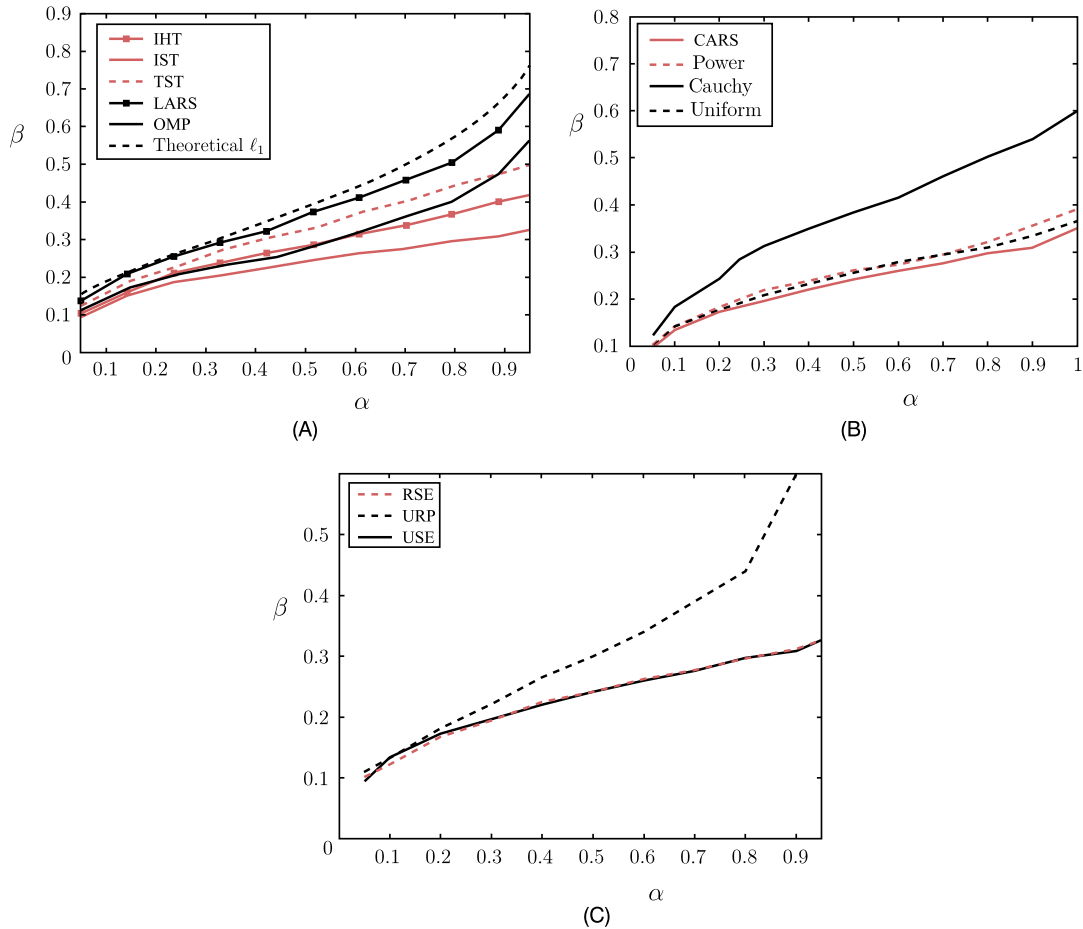 0.9
0.8
0.7
0.6
0.5
0.4
0.3
0.2
0.1
0
β
IHT
IST
TST
LARS
OMP
Theoretical ℓ₁
0.1 0.2 0.3 0.4 0.5 0.6 0.7 0.8 0.9
α
(A)
0.8
0.7
0.6
0.5
0.4
0.3
0.2
0.1
β
CARS
Power
Cauchy
Uniform
0 0.1 0.2 0.3 0.4 0.5 0.6 0.7 0.8 0.9 1
α
(B)
0.5
0.4
0.3
0.2
0.1
0
β
RSE
URP
USE
0.1 0.2 0.3 0.4 0.5 0.6 0.7 0.8 0.9
α
(C)